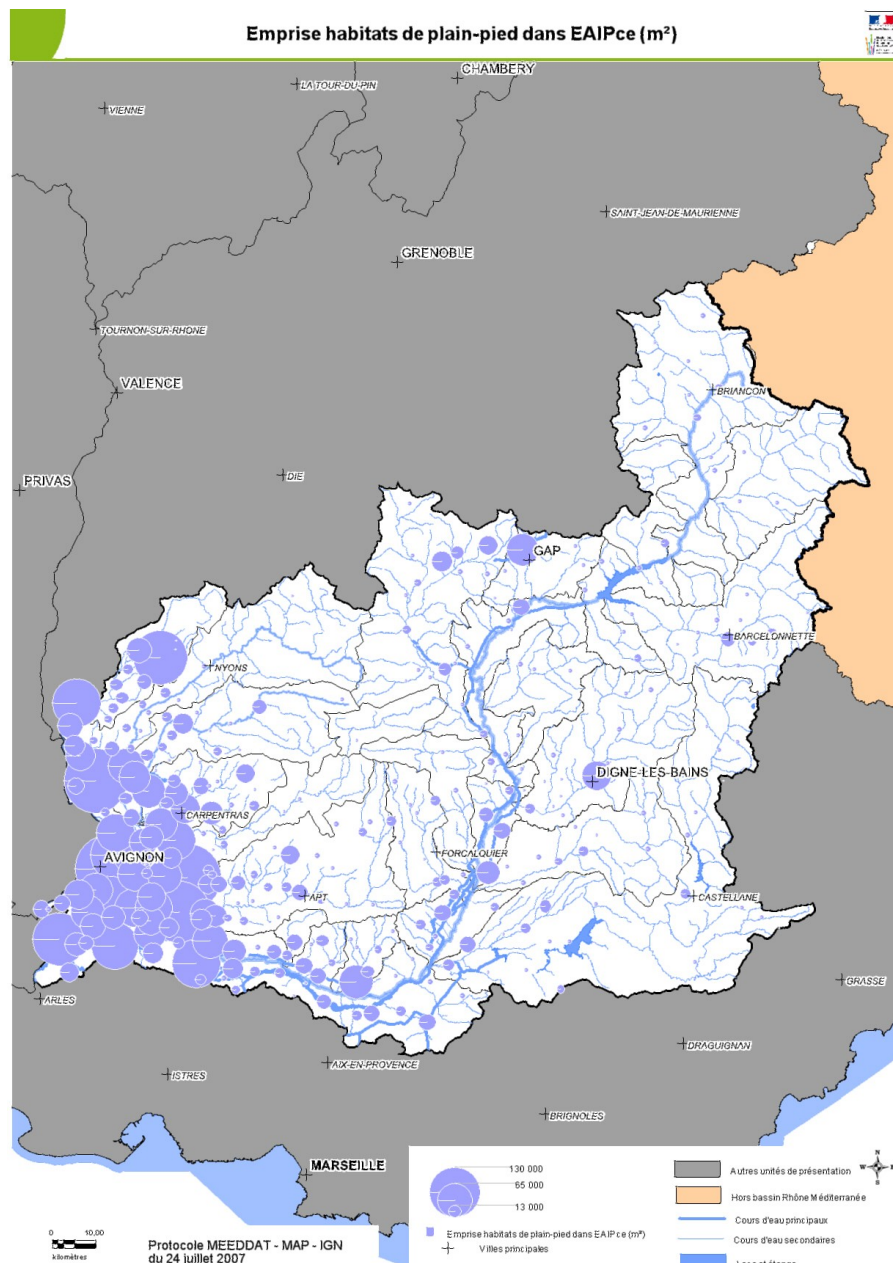 Emprise habitats de plain-pied dans EAIPce (m²)
CHAMBERY
LA TOUR-DU-PIN
VIENNE
SAINT-JEAN-DE-MAURIENNE
GRENOBLE
TOURNON-SUR-RHONE
VALENCE
BRIANCON
DIE
PRIVAS
GAP
BARCELONNETTE
NYONS
DIGNE-LES-BAINS
CARPENTRAS
FORCALQUIER
AVIGNON
APT
CASTELLANE
GRASSE
ARLES
DRAGUIGNAN
AIX-EN-PROVENCE
ISTRES
BRIGNOLES
MARSEILLE
130 000
65 000
13 000
Emprise habitats de plain-pied dans EAIPce (m²)
Villes principales
Autres unités de présentation
Hors bassin Rhône Méditerranée
Cours d'eau principaux
Cours d'eau secondaires
N
W
E
S
0 10,00
kilomètres
Protocole MEEDDAT - MAP - IGN
du 24 juillet 2007